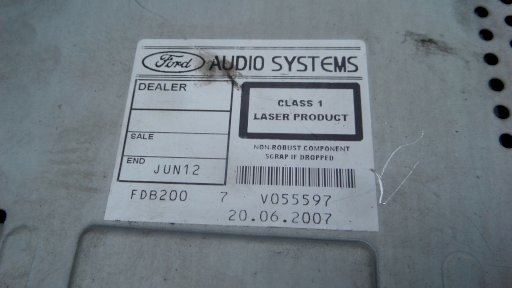 Ford AUDIO SYSTEMS
DEALER
CLASS 1
LASER PRODUCT
SALE
NON-ROBUST COMPONENT
SCRAP IF DROPPED
END JUN12
FDB200 7 V055597
20.06.2007